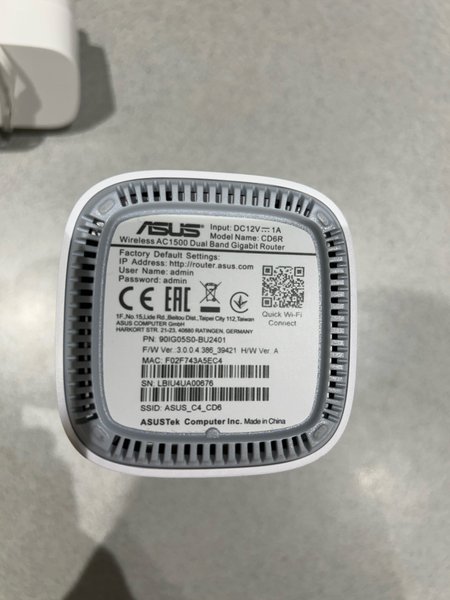 ASUS Input: DC12V⎓1A
Model Name: CD6R
Wireless AC1500 Dual Band Gigabit Router
Factory Default Settings:
IP Address: http://router.asus.com
User Name: admin
Password: admin
CE EAC
Quick Wi-Fi
Connect
1F.,No.15,Lide Rd.,Beitou Dist.,Taipei City 112,Taiwan
ASUS COMPUTER GmbH
HARKORT STR. 21-23, 40880 RATINGEN, GERMANY
PN: 90IG05S0-BU2401
F/W Ver.:3.0.0.4.386_39421 H/W Ver.: A
MAC: F02F743A5EC4
SN: LBIU4UA00676
SSID: ASUS_C4_CD6
ASUSTek Computer Inc. Made in China